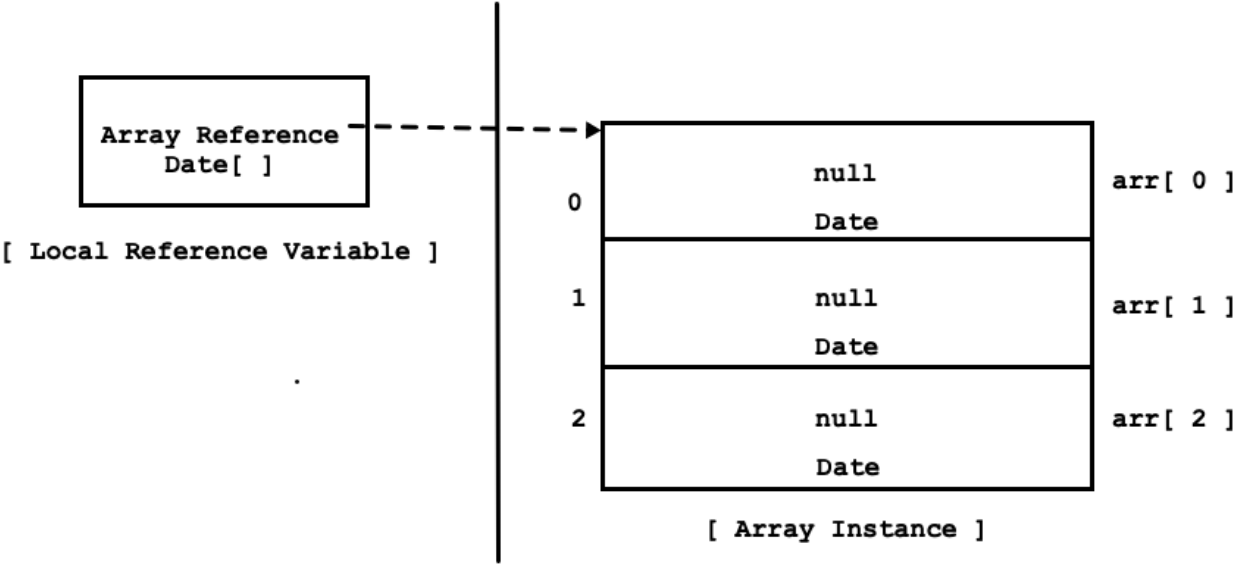 Array Reference
Date[ ]
[ Local Reference Variable ]
0
null
Date
arr[ 0 ]
1
null
Date
arr[ 1 ]
2
null
Date
arr[ 2 ]
[ Array Instance ]